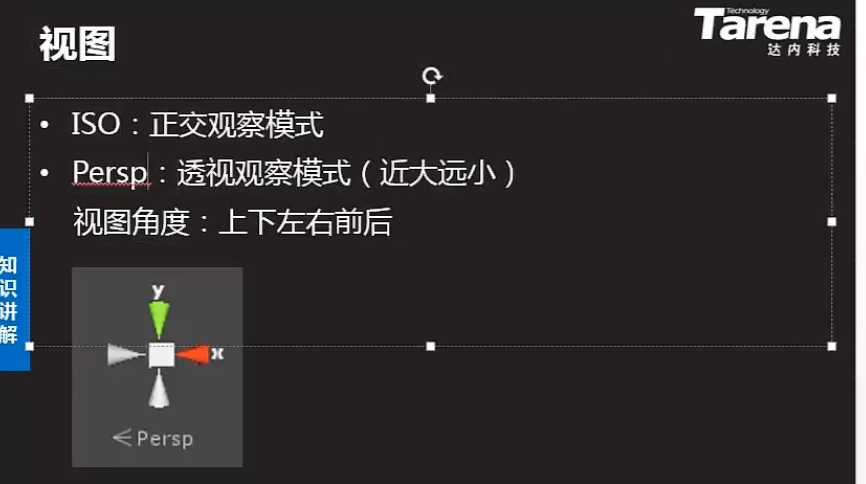 视图
Technology
Tarena
达内科技
• ISO：正交观察模式
• Persp：透视观察模式（近大远小）
视图角度：上下左右前后
知识讲解
y
x
< Persp